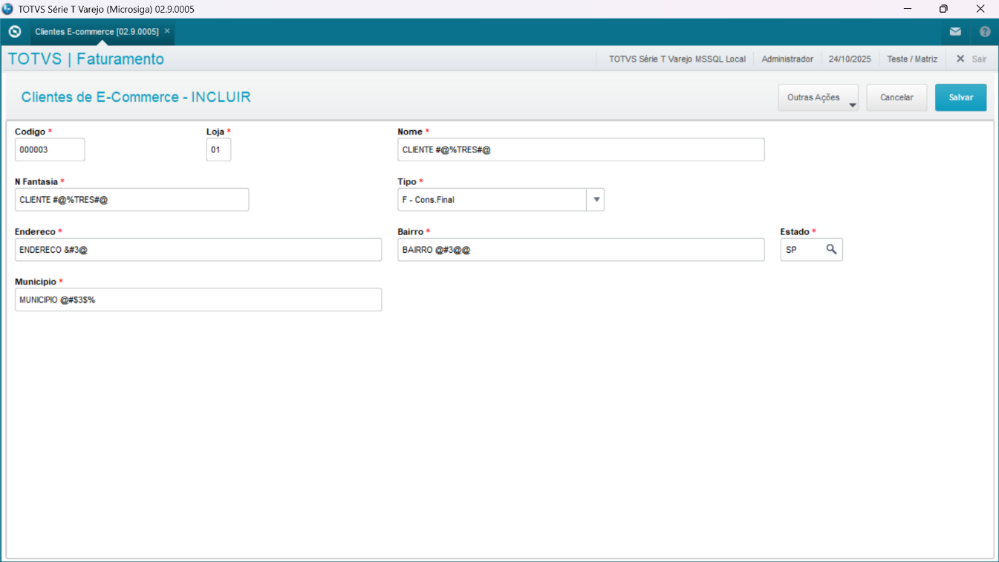 TOTVS Série T Varejo (Microsiga) 02.9.0005
Clientes E-commerce [02.9.0005] ×
TOTVS | Faturamento
TOTVS Série T Varejo MSSQL Local
Administrador
24/10/2025
Teste / Matriz
Sair
Clientes de E-Commerce - INCLUIR
Outras Ações
Cancelar
Salvar
Codigo *
Loja *
Nome *
000003
01
CLIENTE #@%TRES#@
N Fantasia *
Tipo *
CLIENTE #@%TRES#@
F - Cons.Final
Endereco *
Bairro *
Estado *
ENDERECO &#3@
BAIRRO @#3@@
SP
Municipio *
MUNICIPIO @#$3$%